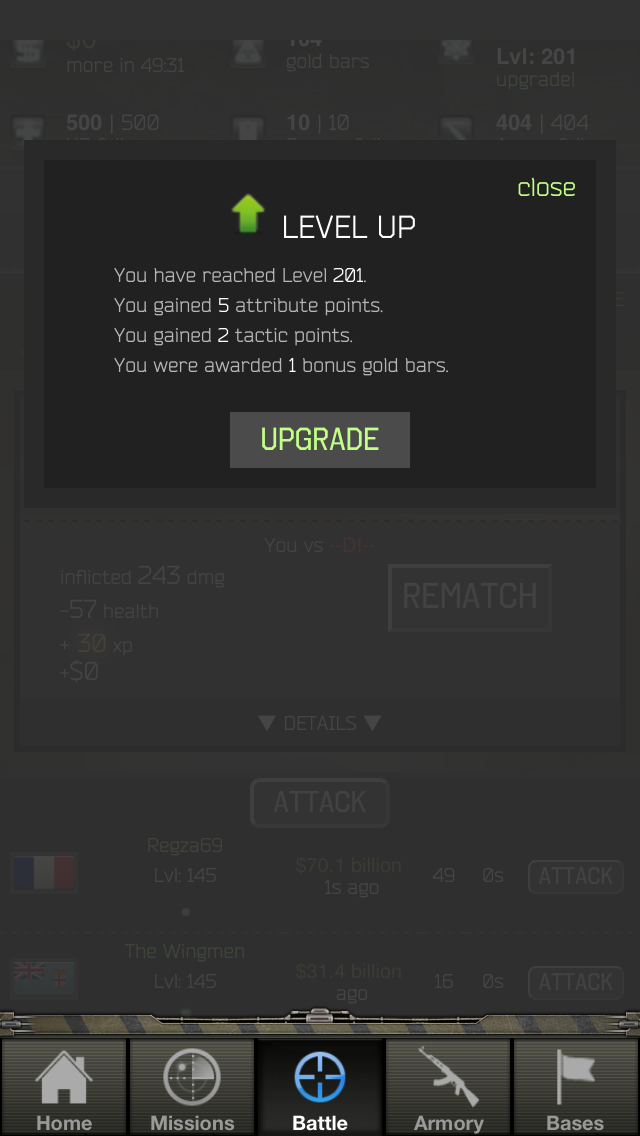 $0
more in 49:31
164
gold bars
Lvl: 201
upgrade!
500 | 500
10 | 10
404 | 404
close
LEVEL UP
You have reached Level 201.
You gained 5 attribute points.
You gained 2 tactic points.
You were awarded 1 bonus gold bars.
UPGRADE
You vs --DI--
inflicted 243 dmg
-57 health
+ 30 xp
+$0
REMATCH
▼ DETAILS ▼
ATTACK
Regza69
Lvl: 145
$70.1 billion
1s ago
49
0s
ATTACK
The Wingmen
Lvl: 145
$31.4 billion
ago
16
0s
ATTACK
Home
Missions
Battle
Armory
Bases